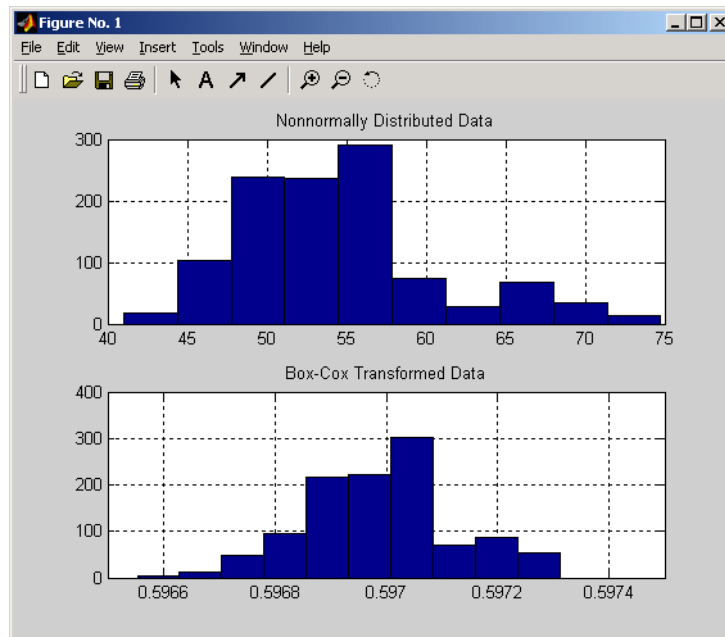 Figure No. 1
File Edit View Insert Tools Window Help
A
Nonnormally Distributed Data
300
200
100
0
40 45 50 55 60 65 70 75
Box-Cox Transformed Data
400
300
200
100
0
0.5966 0.5968 0.597 0.5972 0.5974